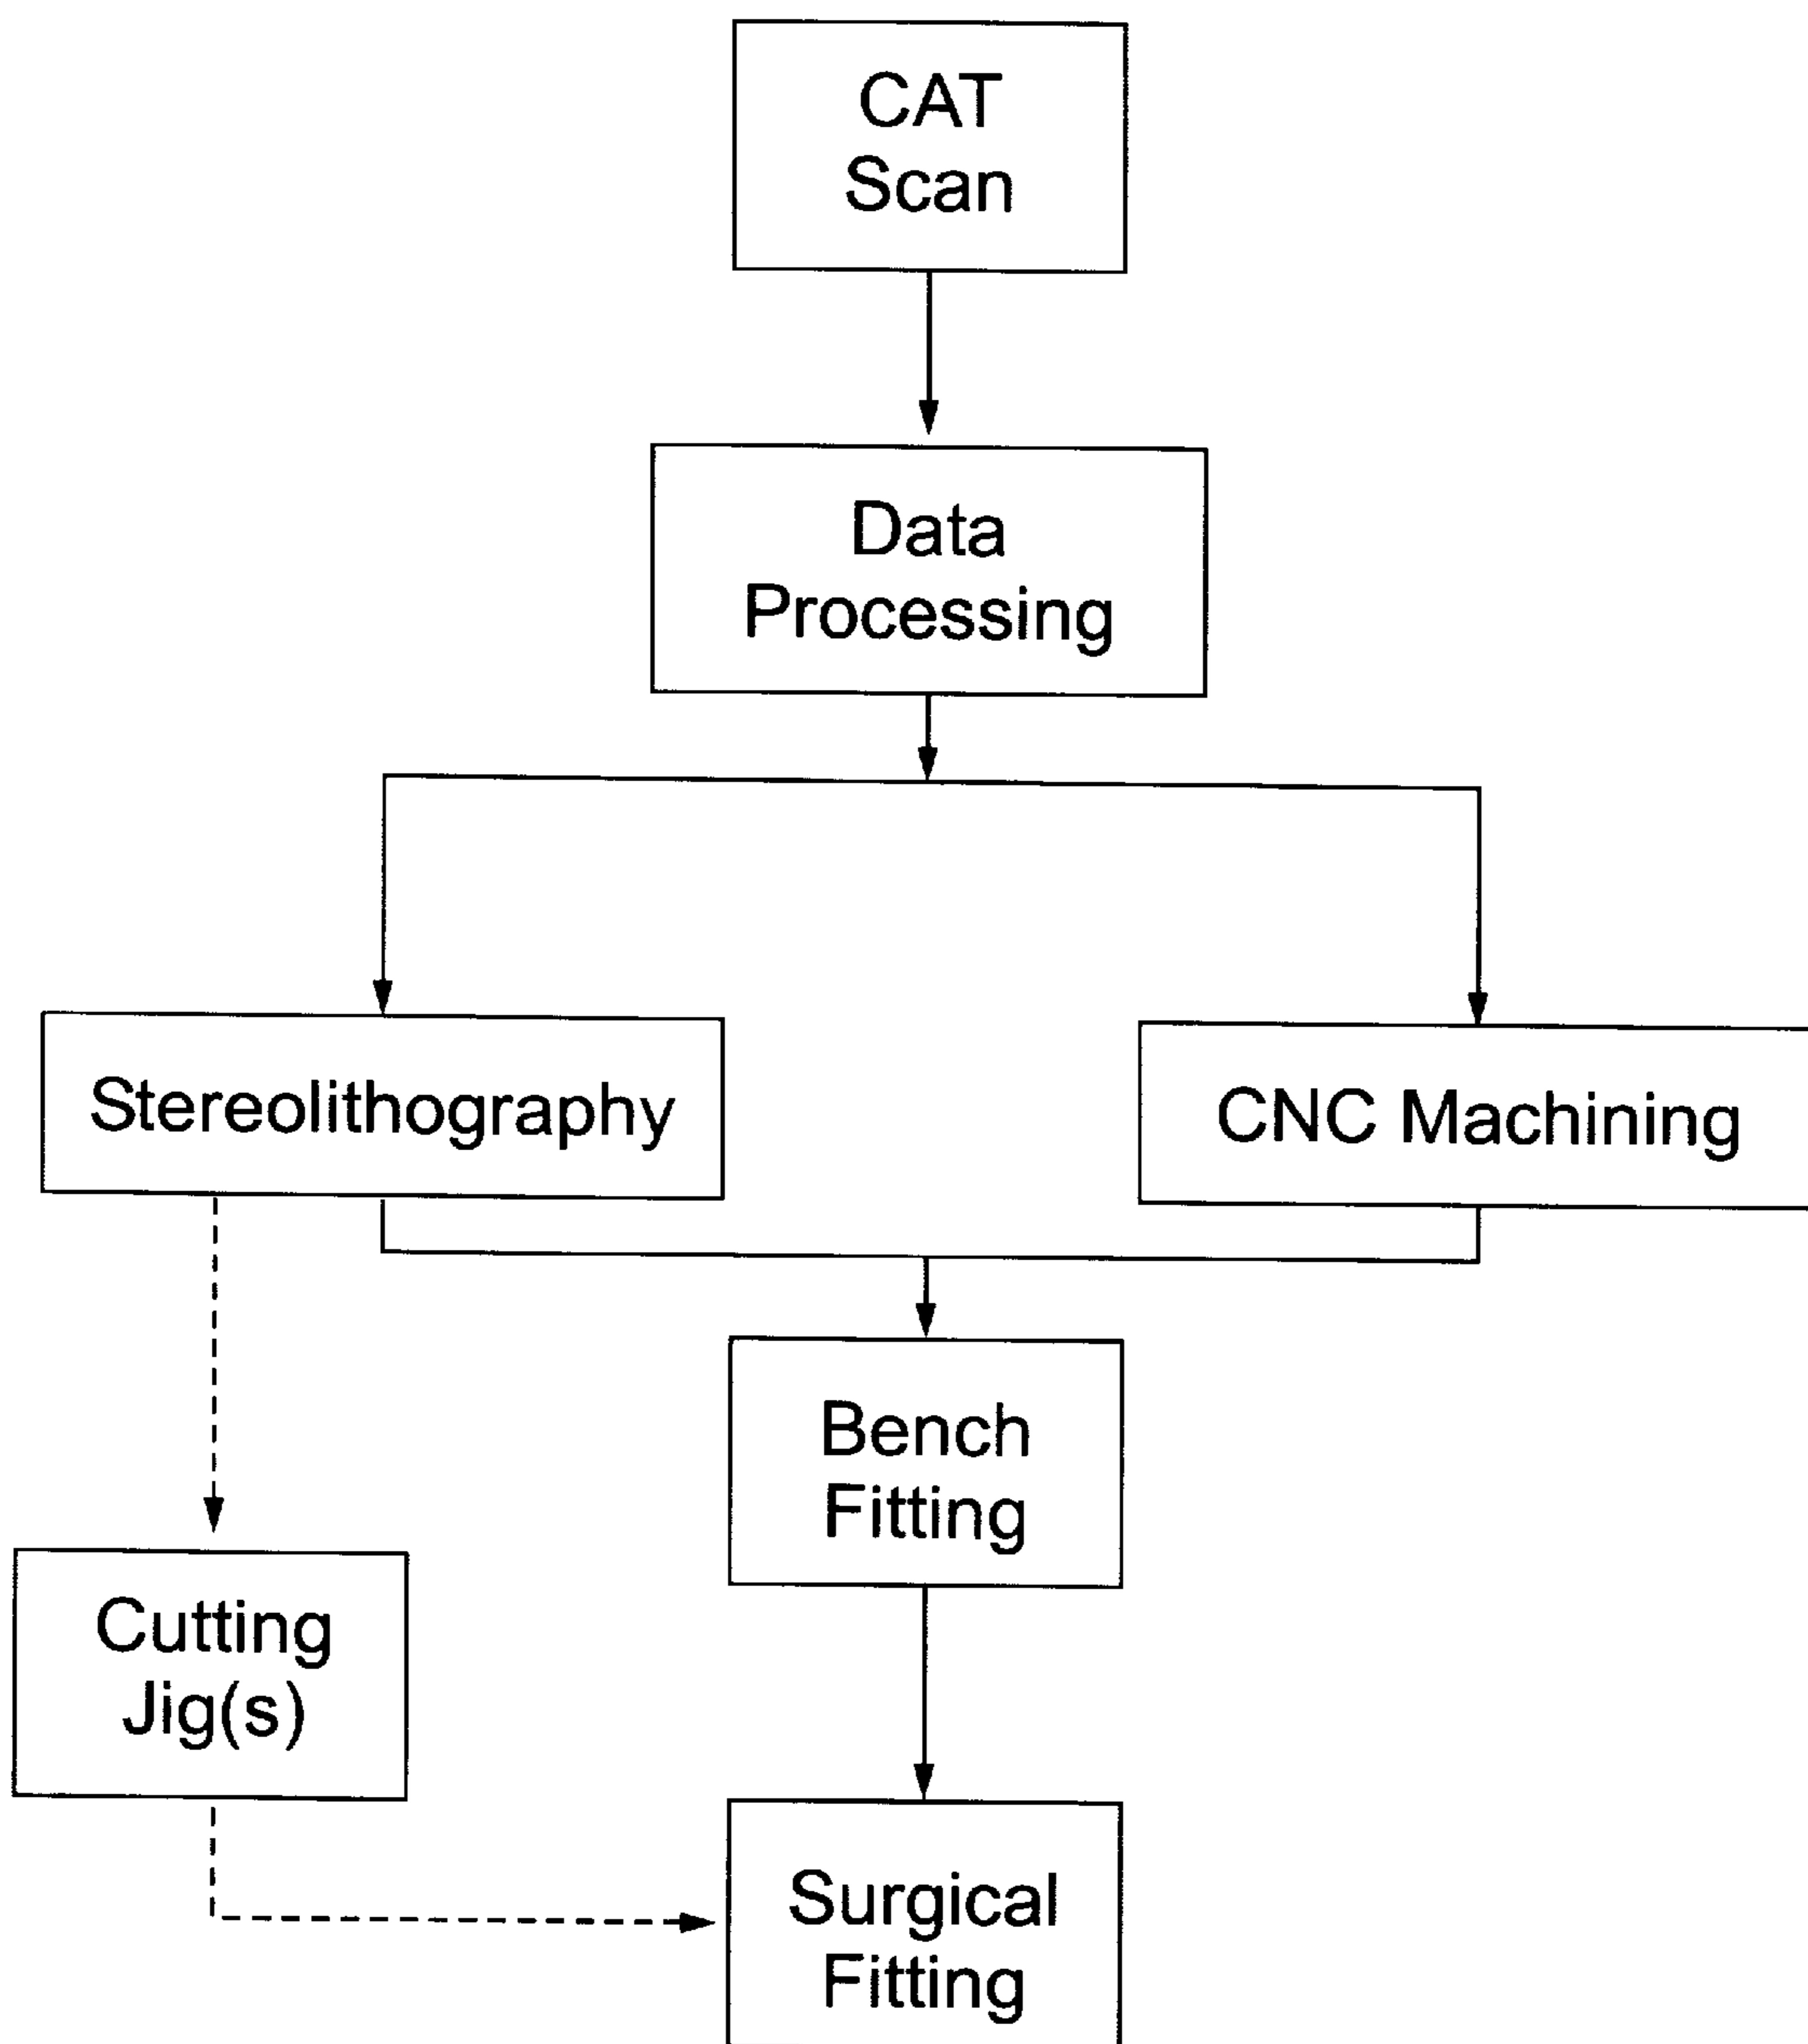 CAT
Scan
Data
Processing
Stereolithography
CNC Machining
Bench
Fitting
Cutting
Jig(s)
Surgical
Fitting